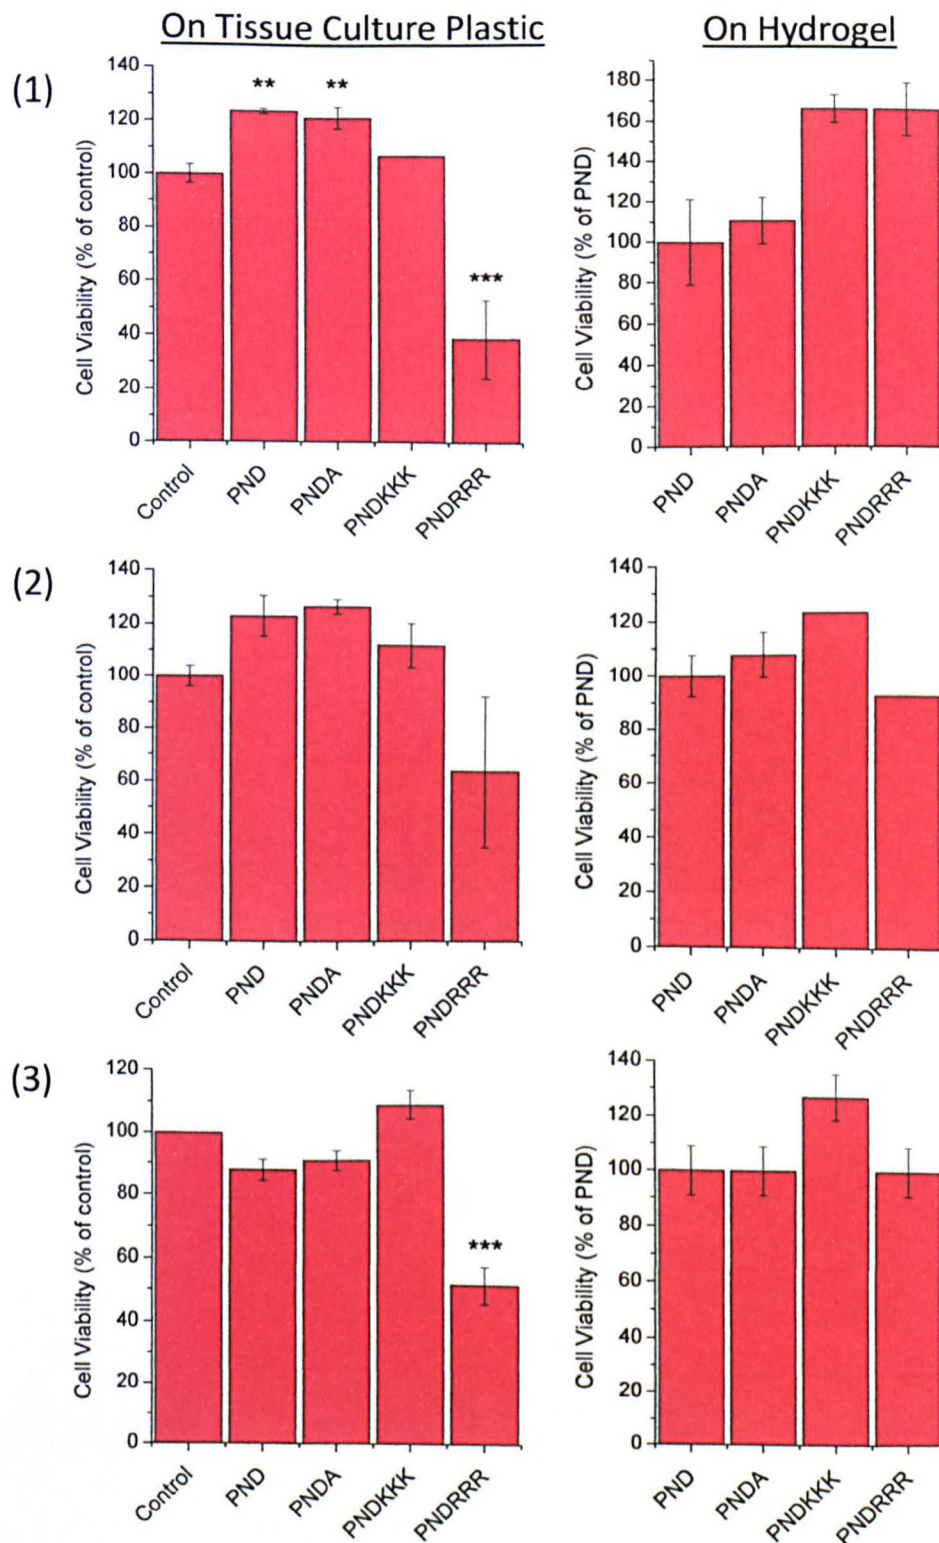 On Tissue Culture Plastic
On Hydrogel
(1)
Cell Viability (% of control)
140
120
100
80
60
40
20
0
**
**
***
Control
PND
PNDA
PNDKKK
PNDRRR
Cell Viability (% of PND)
180
160
140
120
100
80
60
40
20
0
PND
PNDA
PNDKKK
PNDRRR
(2)
Cell Viability (% of control)
140
120
100
80
60
40
20
0
Control
PND
PNDA
PNDKKK
PNDRRR
Cell Viability (% of PND)
140
120
100
80
60
40
20
0
PND
PNDA
PNDKKK
PNDRRR
(3)
Cell Viability (% of control)
120
100
80
60
40
20
0
***
Control
PND
PNDA
PNDKKK
PNDRRR
Cell Viability (% of PND)
140
120
100
80
60
40
20
0
PND
PNDA
PNDKKK
PNDRRR